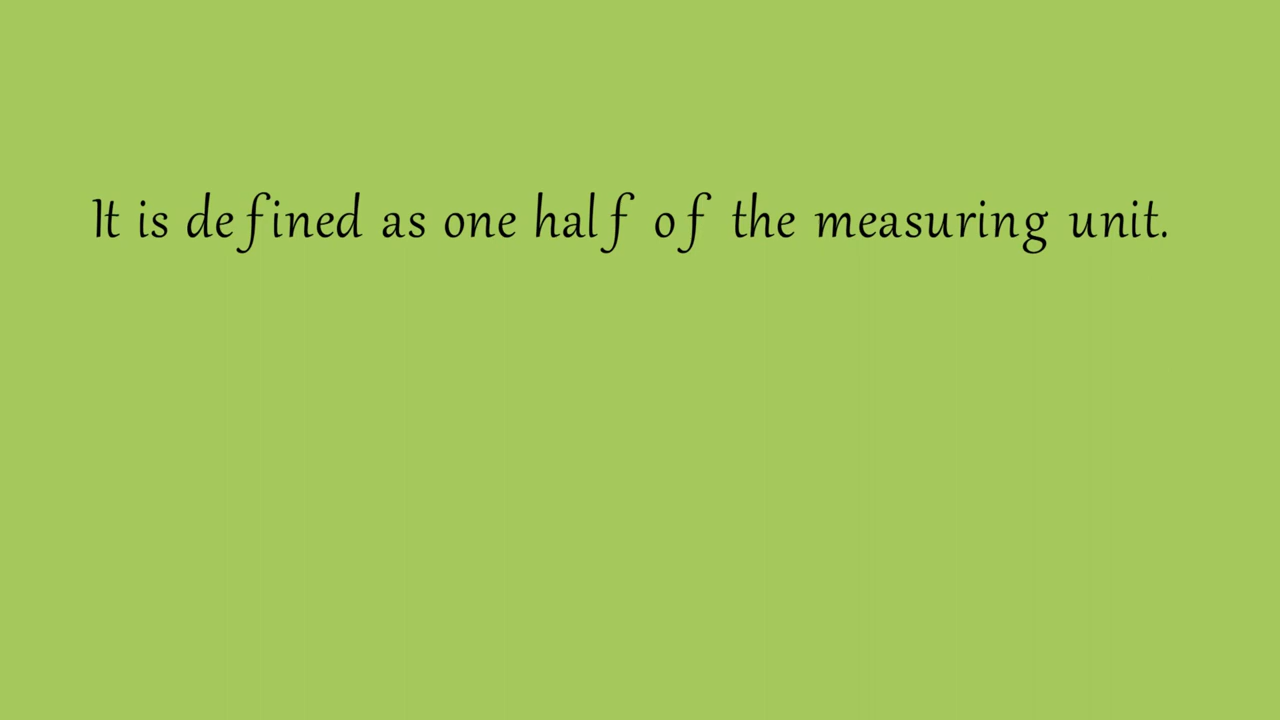 It is defined as one half of the measuring unit.